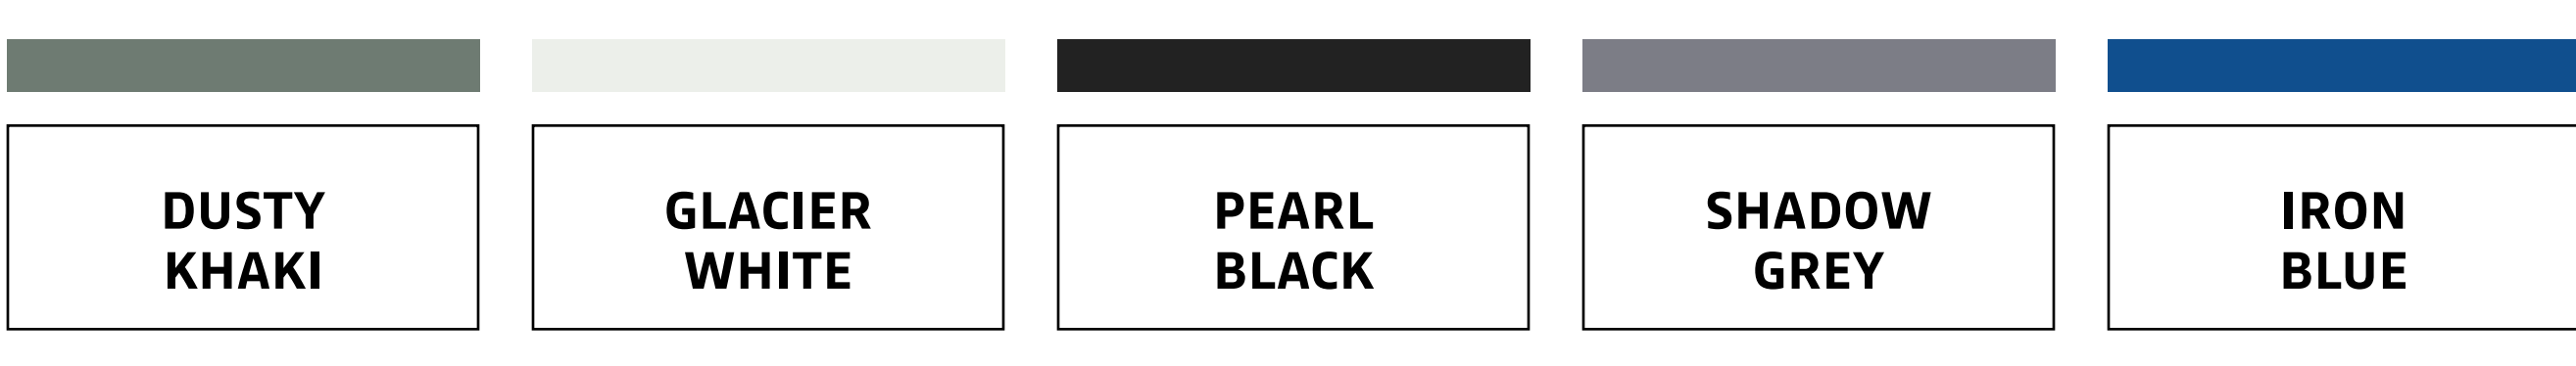 DUSTY
KHAKI
GLACIER
WHITE
PEARL
BLACK
SHADOW
GREY
IRON
BLUE